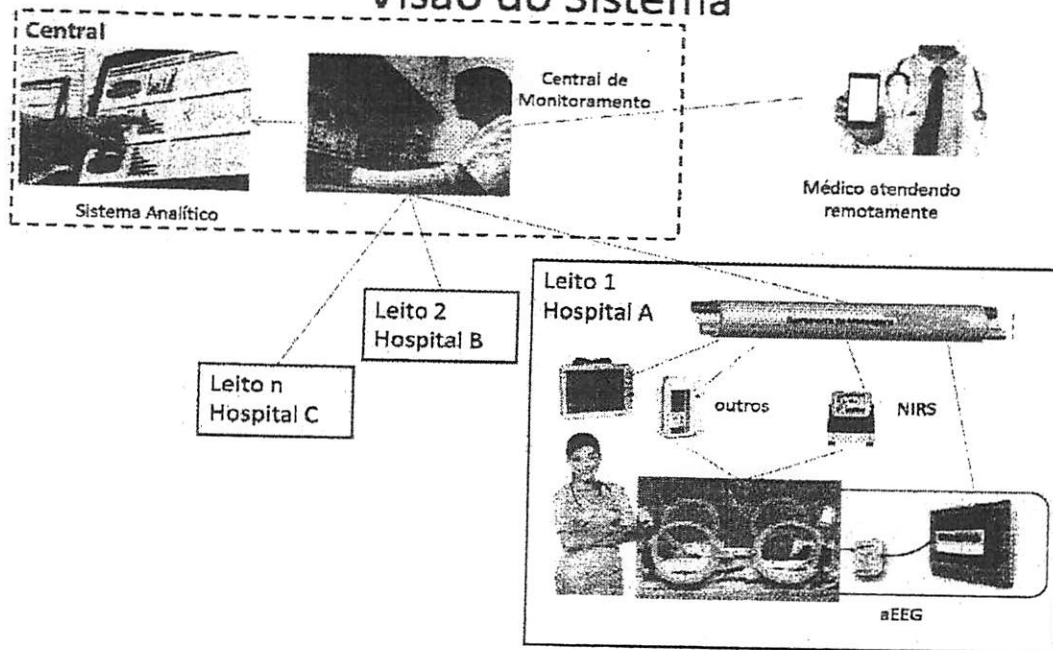 Visão do Sistema
Central
Central de
Monitoramento
Sistema Analítico
Médico atendendo
remotamente
Leito 1
Hospital A
Leito 2
Hospital B
Leito n
Hospital C
outros
NIRS
aEEG